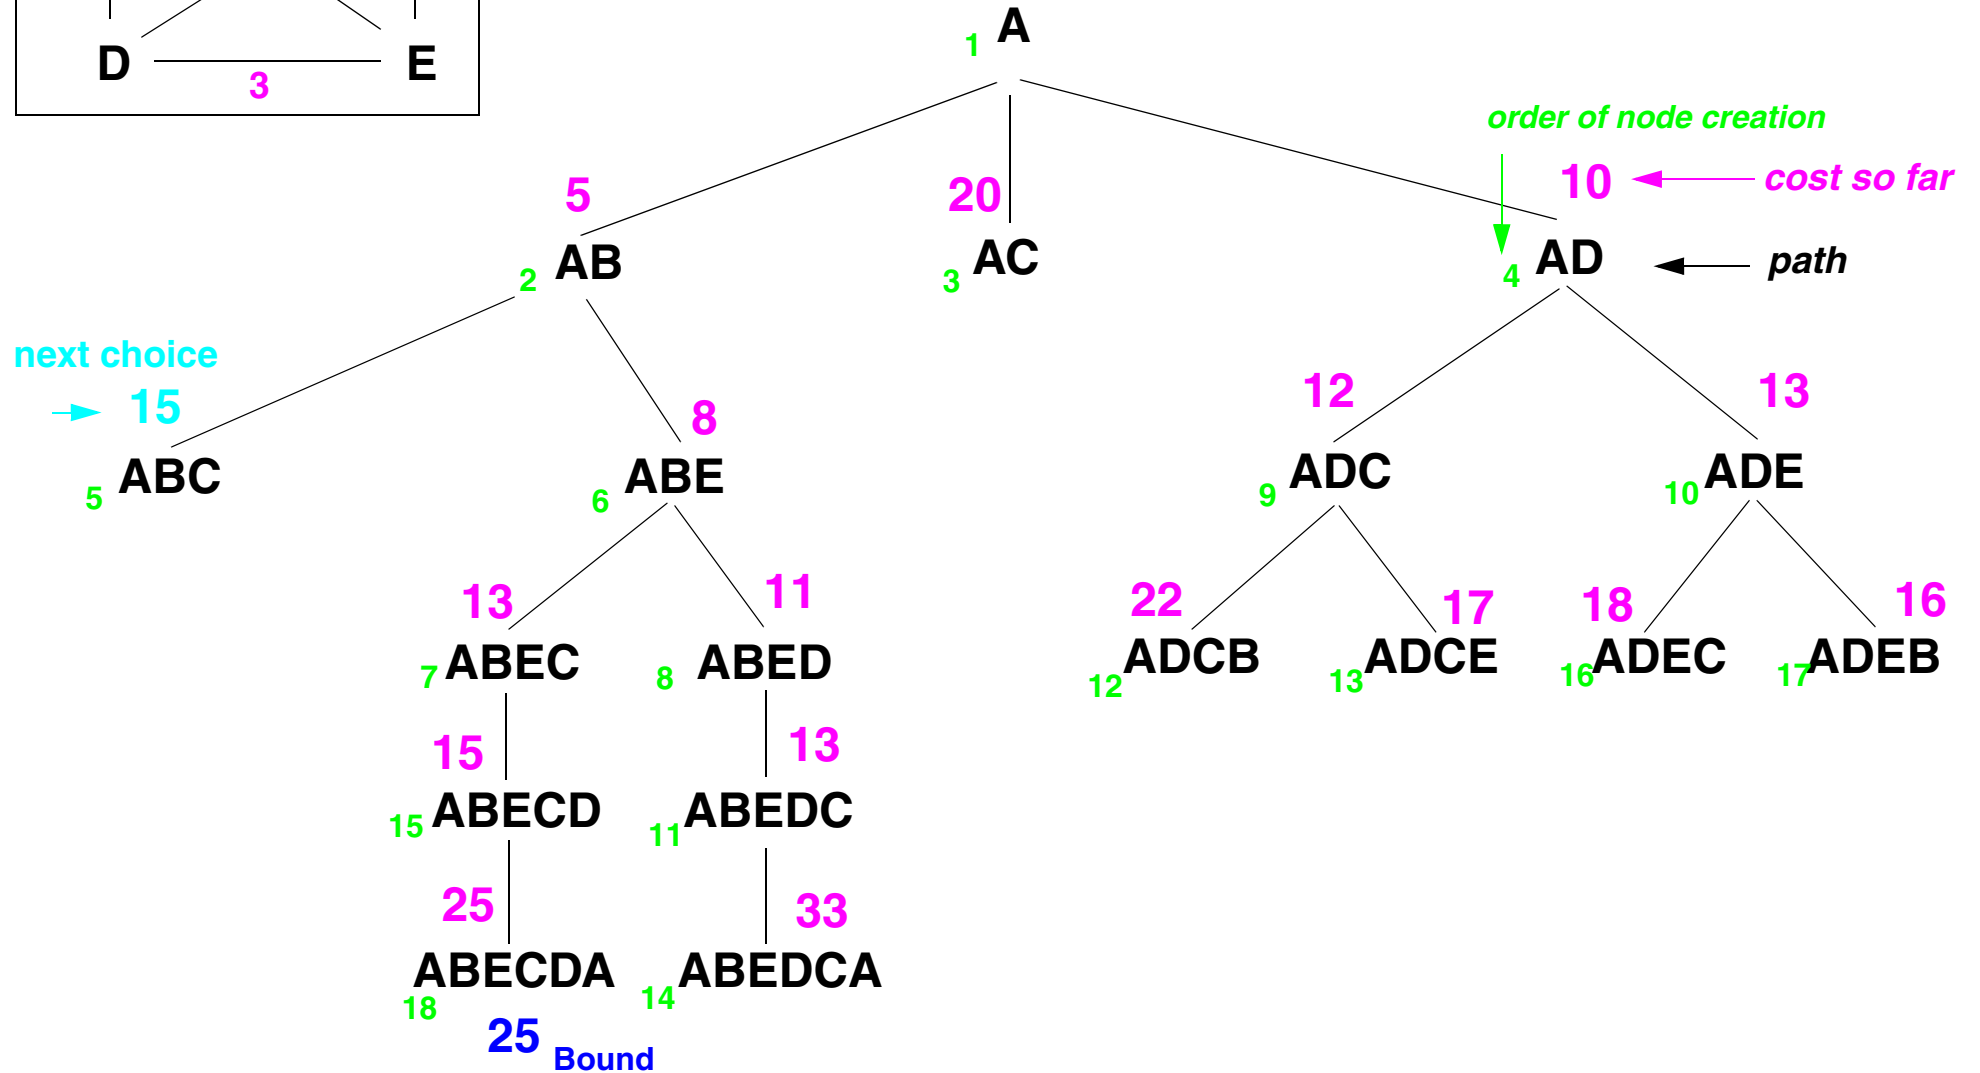 A
1
D
E
3
order of node creation
5
20
10
cost so far
AB
2
AC
3
AD
4
path
next choice
15
ABC
5
8
ABE
6
12
ADC
9
13
ADE
10
13
ABEC
7
11
ABED
8
22
ADCB
12
17
ADCE
13
18
ADEC
16
16
ADEB
17
15
ABECD
15
13
ABEDC
11
25
ABECDA
18
33
ABEDCA
14
25 Bound